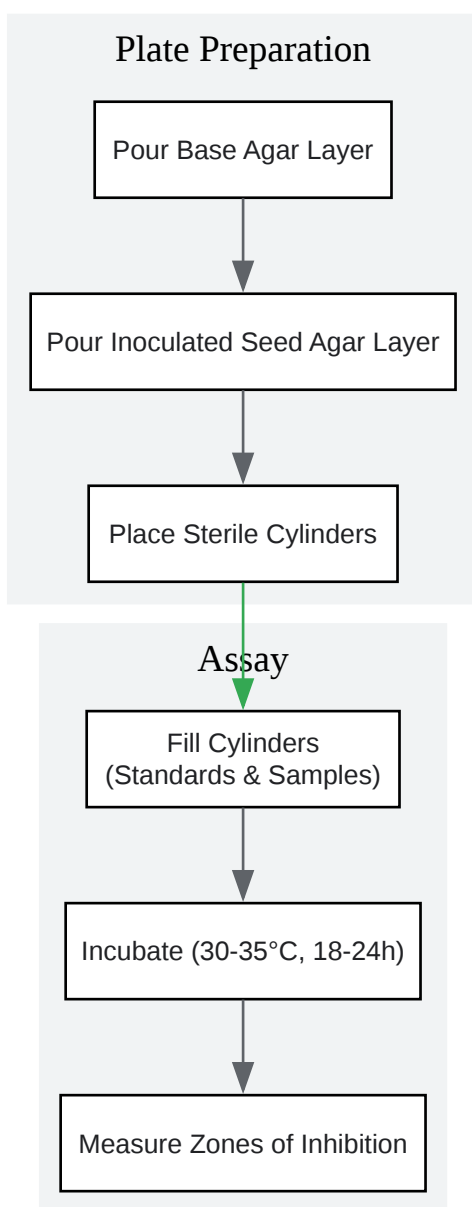 Plate Preparation
Pour Base Agar Layer
Pour Inoculated Seed Agar Layer
Place Sterile Cylinders
Assay
Fill Cylinders
(Standards & Samples)
Incubate (30-35°C, 18-24h)
Measure Zones of Inhibition